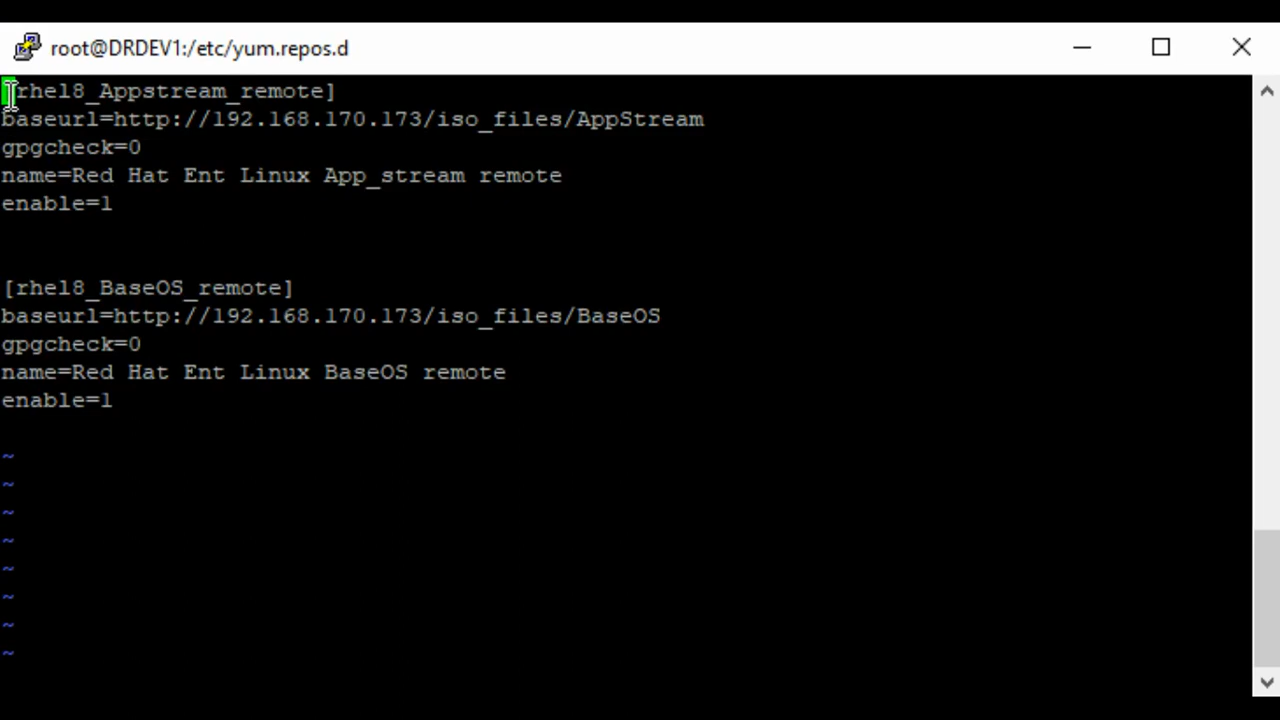 root@DRDEV1:/etc/yum.repos.d
[rhel8_Appstream_remote]
baseurl=http://192.168.170.173/iso_files/AppStream
gpgcheck=0
name=Red Hat Ent Linux App_stream remote
enable=1
[rhel8_BaseOS_remote]
baseurl=http://192.168.170.173/iso_files/BaseOS
gpgcheck=0
name=Red Hat Ent Linux BaseOS remote
enable=1
~
~
~
~
~
~
~
~